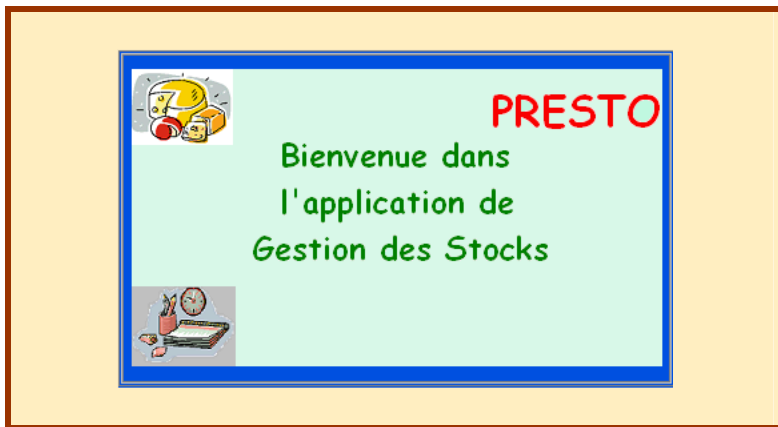 PRESTO
Bienvenue dans
l'application de
Gestion des Stocks